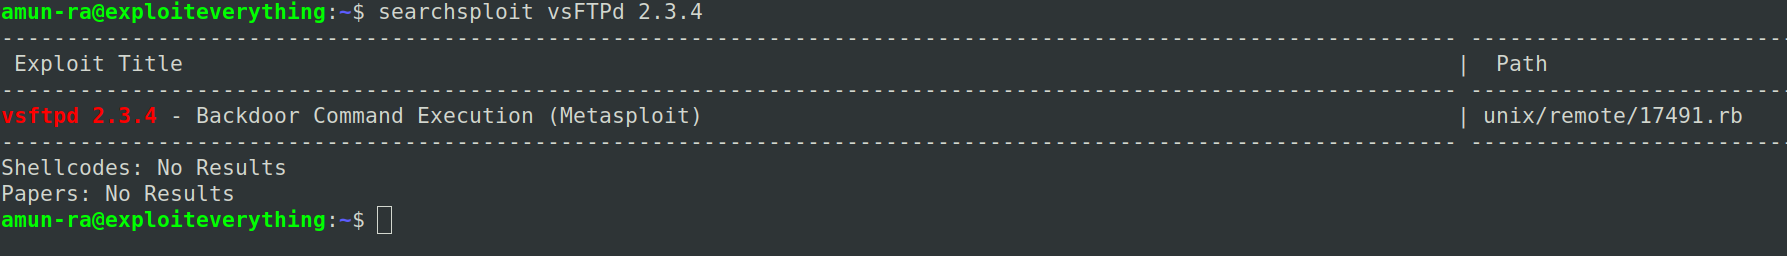 amun-ra@exploiteverything:~$ searchsploit vsFTPd 2.3.4
---------------------------------------------------------------------------------------------------------------- ------------------------
Exploit Title | Path
---------------------------------------------------------------------------------------------------------------- ------------------------
vsftpd 2.3.4 - Backdoor Command Execution (Metasploit) | unix/remote/17491.rb
---------------------------------------------------------------------------------------------------------------- ------------------------
Shellcodes: No Results
Papers: No Results
amun-ra@exploiteverything:~$